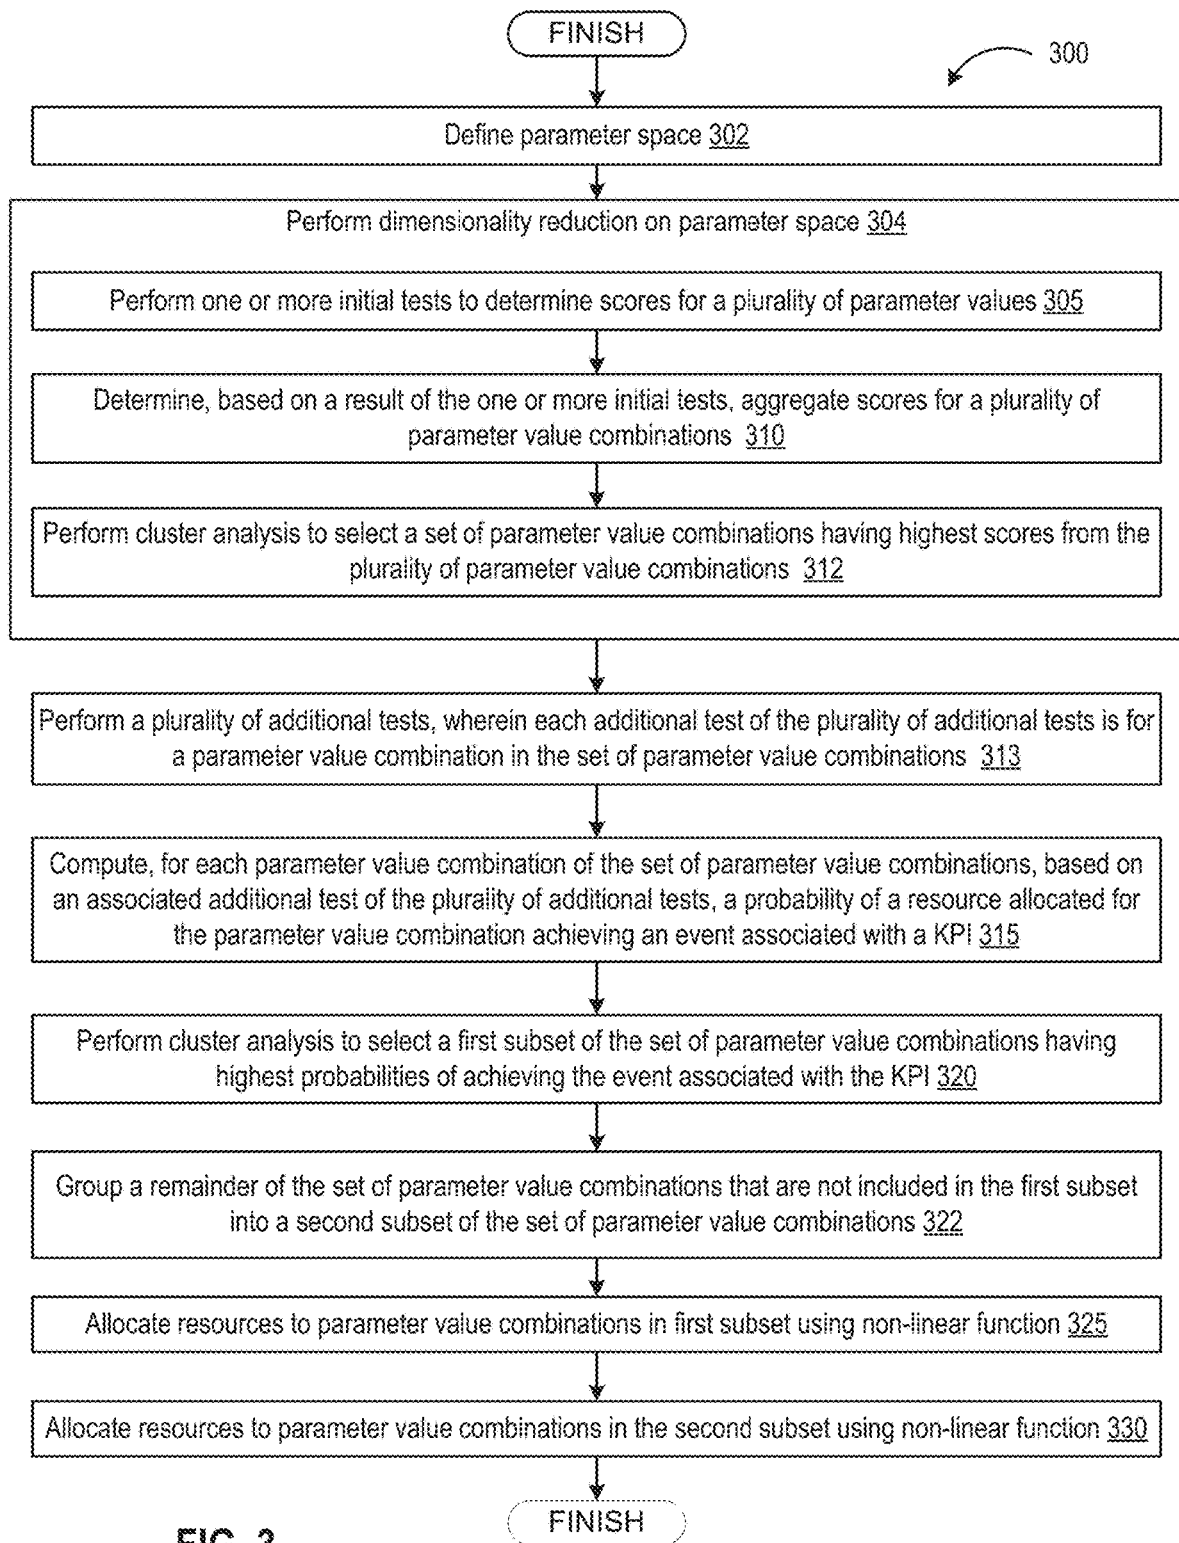 FINISH
300
Define parameter space 302
Perform dimensionality reduction on parameter space 304
Perform one or more initial tests to determine scores for a plurality of parameter values 305
Determine, based on a result of the one or more initial tests, aggregate scores for a plurality of
parameter value combinations 310
Perform cluster analysis to select a set of parameter value combinations having highest scores from the
plurality of parameter value combinations 312
Perform a plurality of additional tests, wherein each additional test of the plurality of additional tests is for
a parameter value combination in the set of parameter value combinations 313
Compute, for each parameter value combination of the set of parameter value combinations, based on
an associated additional test of the plurality of additional tests, a probability of a resource allocated for
the parameter value combination achieving an event associated with a KPI 315
Perform cluster analysis to select a first subset of the set of parameter value combinations having
highest probabilities of achieving the event associated with the KPI 320
Group a remainder of the set of parameter value combinations that are not included in the first subset
into a second subset of the set of parameter value combinations 322
Allocate resources to parameter value combinations in first subset using non-linear function 325
Allocate resources to parameter value combinations in the second subset using non-linear function 330
FINISH
FIG. 3